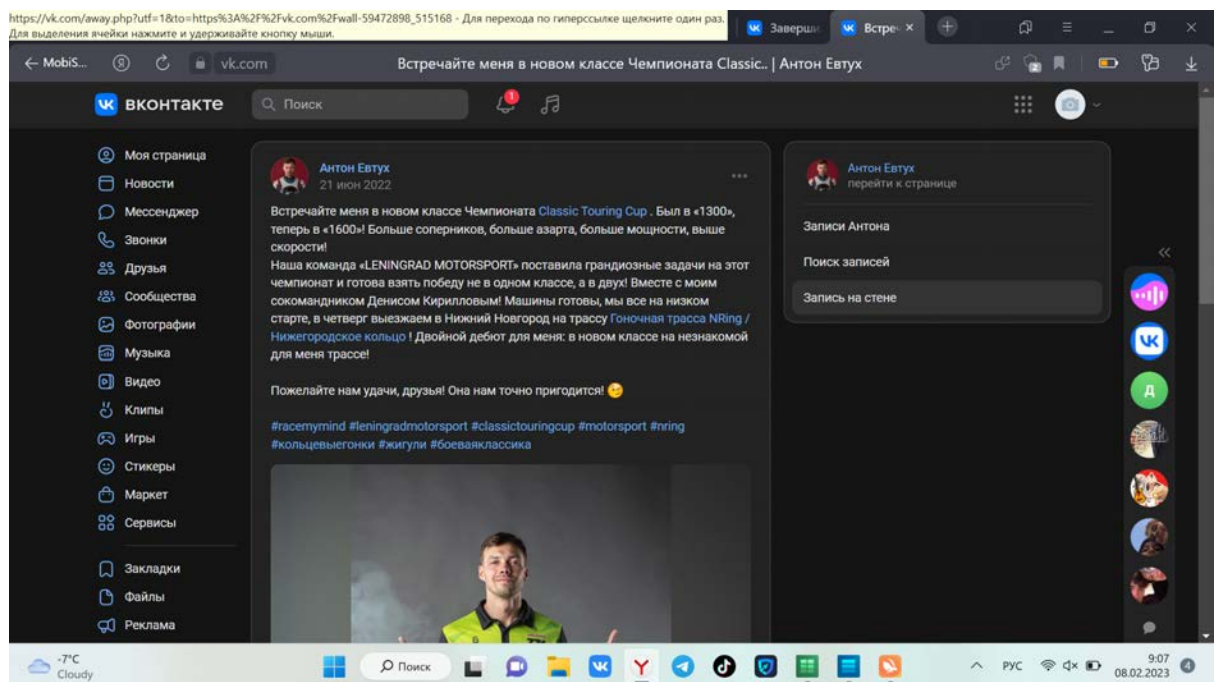 https://vk.com/away.php?utf=1&to=https%3A%2F%2Fvk.com%2Fwall-59472898_515168 - Для перехода по гиперссылке щелкните один раз.
Для выделения ячейки нажмите и удерживайте кнопку мыши.
Заверши
Встреч
MobiS...
vk.com
Встречайте меня в новом классе Чемпионата Classic.. | Антон Евтух
2
вконтакте
Поиск
1
Моя страница
Новости
Мессенджер
Звонки
Друзья
Сообщества
Фотографии
Музыка
Видео
Клипы
Игры
Стикеры
Маркет
Сервисы
Закладки
Файлы
Реклама
Антон Евтух
21 июн 2022
Встречайте меня в новом классе Чемпионата Classic Touring Cup . Был в «1300»,
теперь в «1600»! Больше соперников, больше азарта, больше мощности, выше
скорости!
Наша команда «LENINGRAD MOTORSPORT» поставила грандиозные задачи на этот
чемпионат и готова взять победу не в одном классе, а в двух! Вместе с моим
сокомандником Денисом Кирилловым! Машины готовы, мы все на низком
старте, в четверг выезжаем в Нижний Новгород на трассу Гоночная трасса NRing /
Нижегородское кольцо ! Двойной дебют для меня: в новом классе на незнакомой
для меня трассе!
Пожелайте нам удачи, друзья! Она нам точно пригодится!
#racemymind #leningradmotorsport #classictouringcup #motorsport #nring
#кольцевыегонки #жигули #боеваяклассика
Антон Евтух
перейти к странице
Записи Антона
Поиск записей
Запись на стене
Д
-7°C
Cloudy
Поиск
РУС
9:07
08.02.2023
4